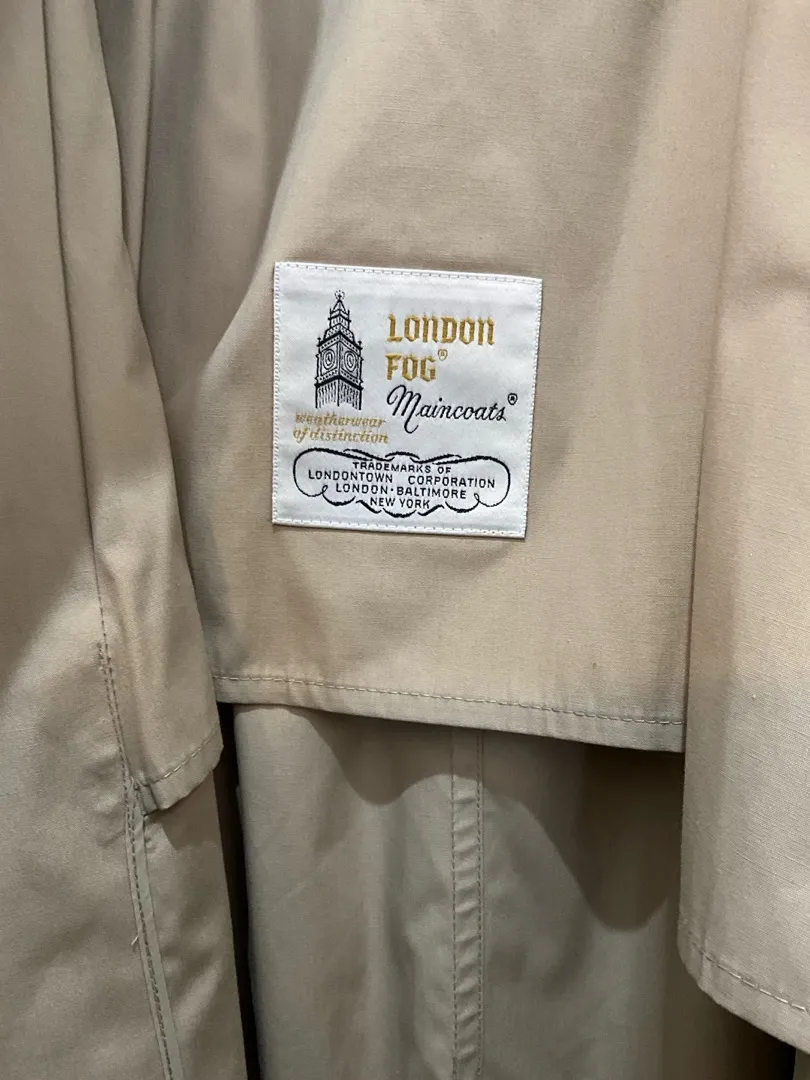 LONDON
FOG®
Maincoats®
weatherwear
of distinction
TRADEMARKS OF
LONDONTOWN CORPORATION
LONDON · BALTIMORE
NEW YORK